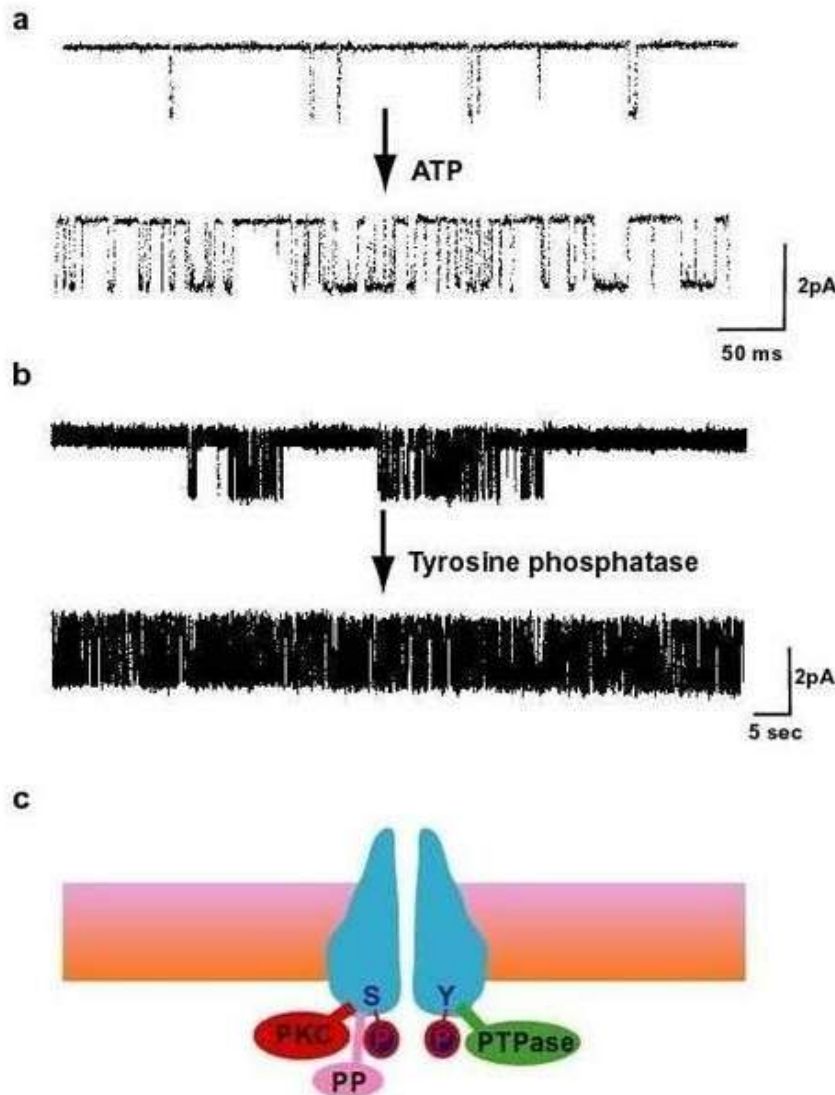 a
ATP
2pA
50 ms
b
Tyrosine phosphatase
2pA
5 sec
c
S Y
PKC P P PTPase
PP